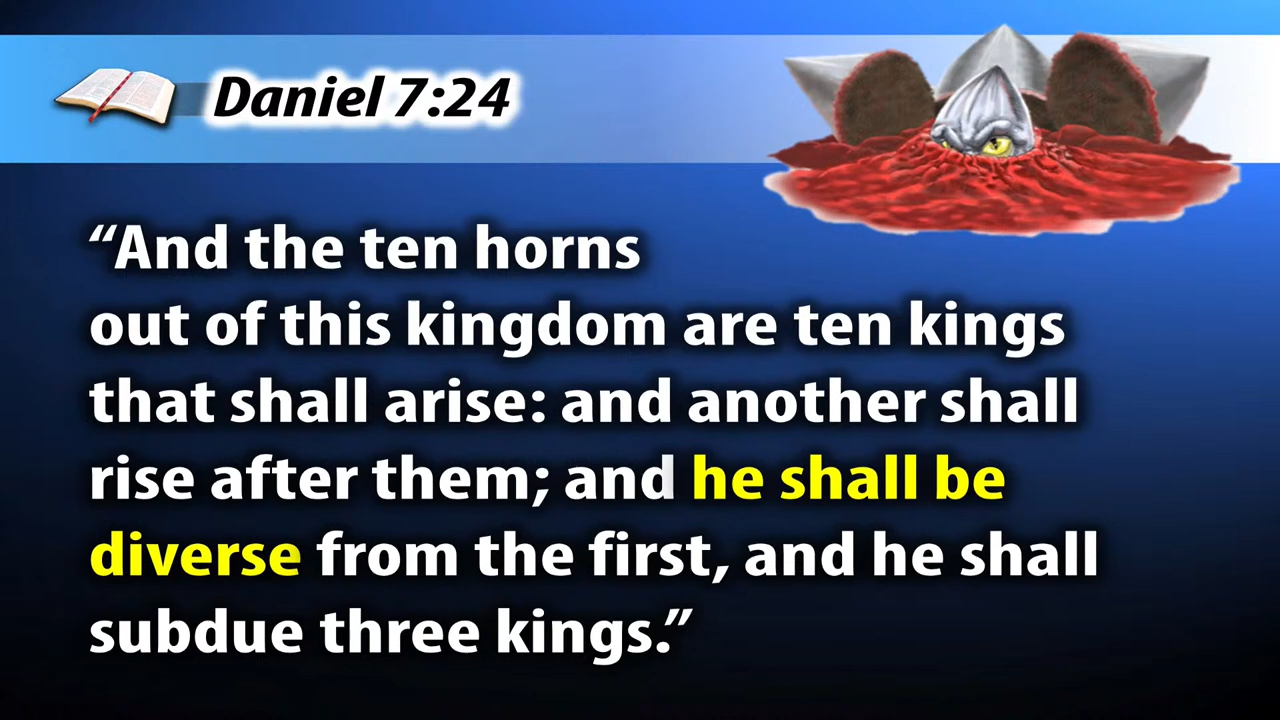 Daniel 7:24
“And the ten horns
out of this kingdom are ten kings
that shall arise: and another shall
rise after them; and he shall be
diverse from the first, and he shall
subdue three kings.”